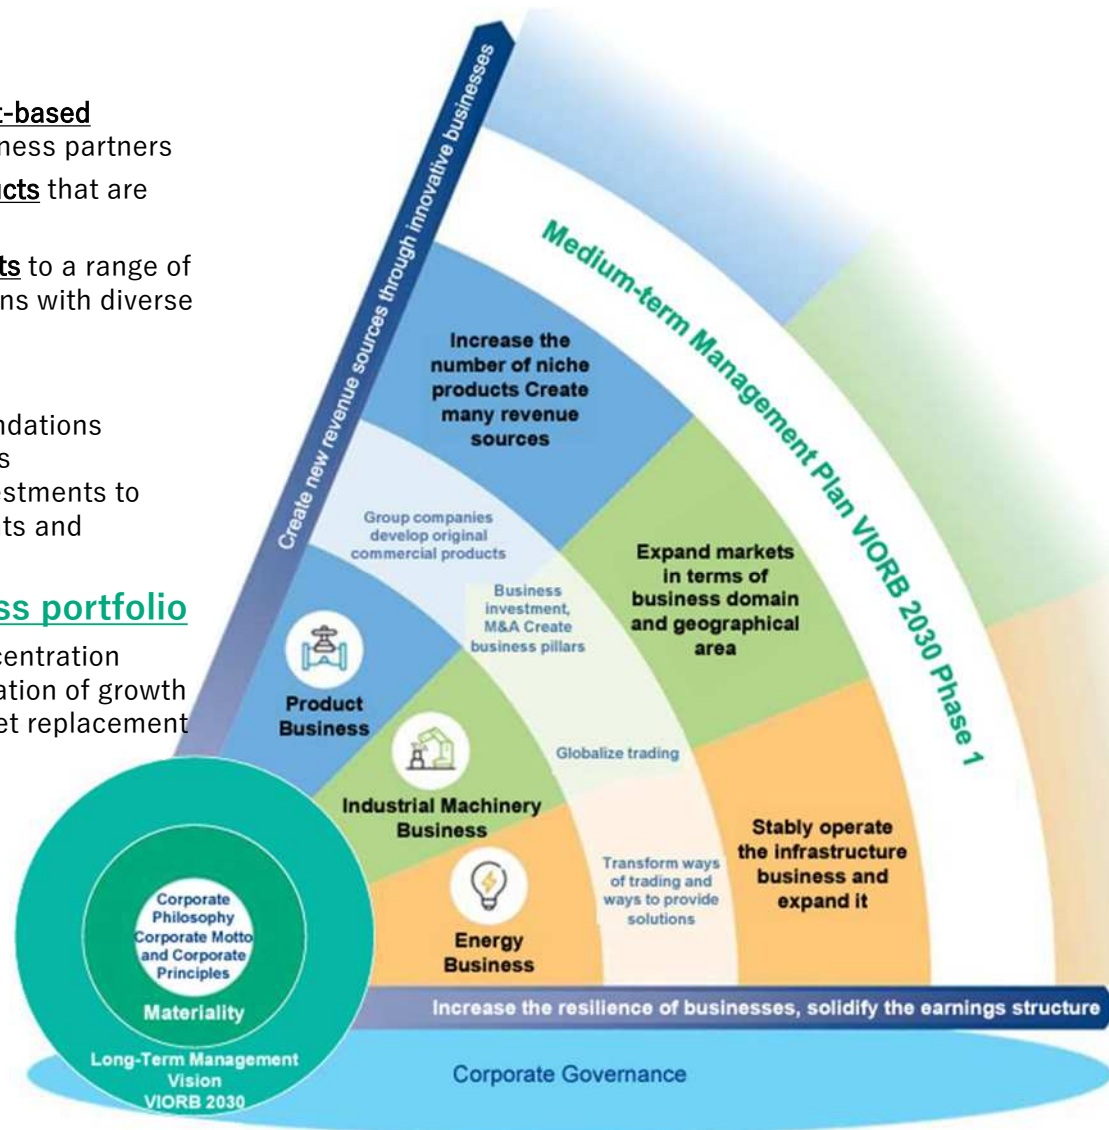 t-based
ness partners
ucts that are
ts to a range of
ns with diverse
ndations
s
estments to
ts and
ss portfolio
centration
ation of growth
et replacement
Create new revenue sources through innovative businesses
Medium-term Management Plan VIORB 2030 Phase 1
Increase the
number of niche
products Create
many revenue
sources
Group companies
develop original
commercial products
Expand markets
in terms of
business domain
and geographical
area
Business
investment,
M&A Create
business pillars
Product
Business
Globalize trading
Industrial Machinery
Business
Stably operate
the infrastructure
business and
expand it
Transform ways
of trading and
ways to provide
solutions
Energy
Business
Corporate
Philosophy
Corporate Motto
and Corporate
Principles
Materiality
Long-Term Management
Vision
VIORB 2030
Increase the resilience of businesses, solidify the earnings structure
Corporate Governance